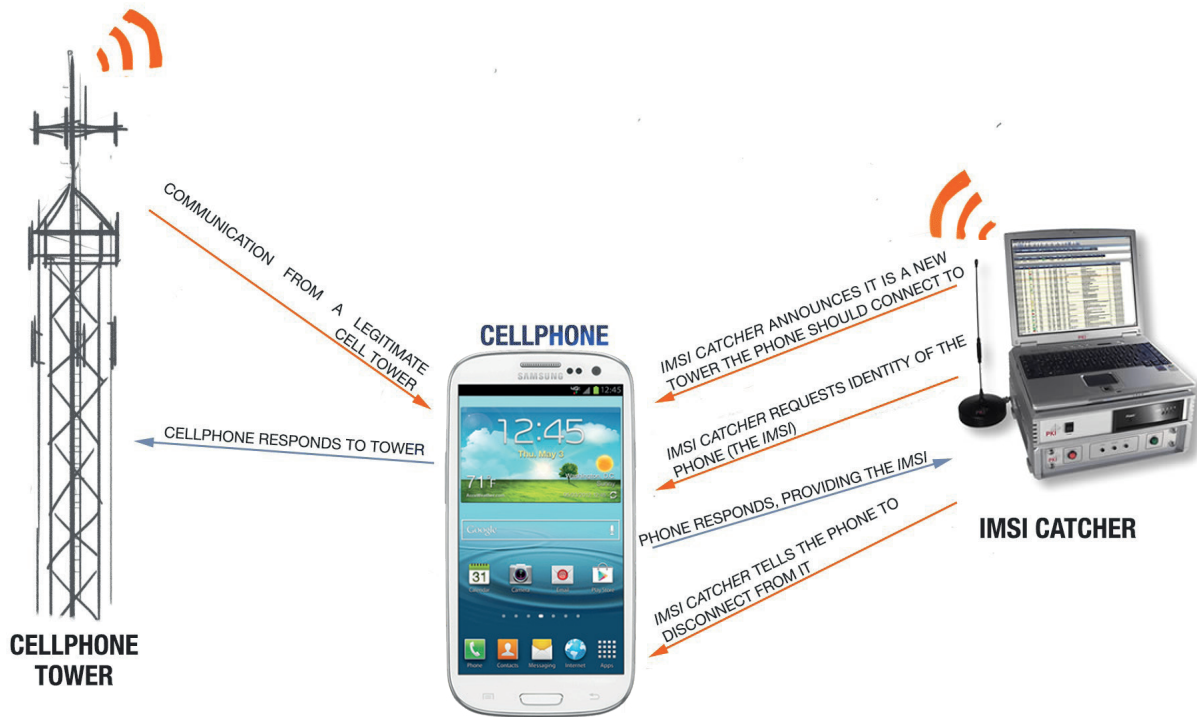 COMMUNICATION FROM A LEGITIMATE
CELL TOWER
CELLPHONE RESPONDS TO TOWER
CELLPHONE
TOWER
CELLPHONE
SAMSUNG
12:45
12:45
Thu, May 3
71°F
Google
31
Calendar
Camera
Email
Play Store
Phone
Contacts
Messaging
Internet
Apps
IMSI CATCHER ANNOUNCES IT IS A NEW
TOWER THE PHONE SHOULD CONNECT TO
IMSI CATCHER REQUESTS IDENTITY OF THE
PHONE (THE IMSI)
PHONE RESPONDS, PROVIDING THE IMSI
IMSI CATCHER TELLS THE PHONE TO
DISCONNECT FROM IT
PKI
PKI
IMSI CATCHER